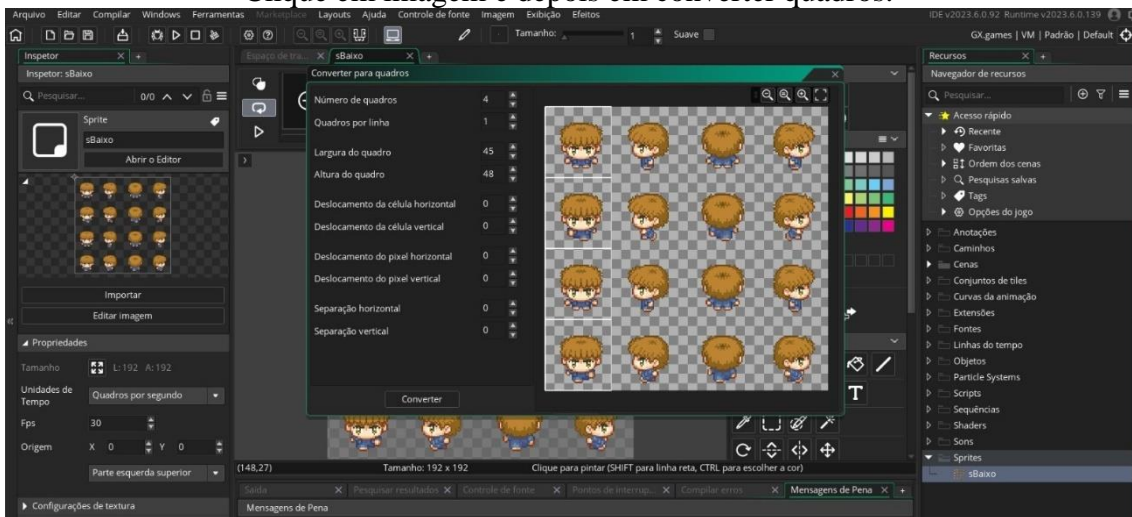 Clique em imagem e depois em converter quadros.
Arquivo Editar Compilar Windows Ferramentas Marketplace Layouts Ajuda Controle de fonte Imagem Exibição Efeitos
IDE v2023.6.0.92 Runtime v2023.6.0.139
Tamanho: 1 Suave
GX.games | VM | Padrão | Default
Inspetor
Espaço de tra... sBaixo
Recursos
Inspetor: sBaixo
Converter para quadros
Navegador de recursos
Pesquisar... 0/0
Pesquisar...
Sprite
sBaixo
Abrir o Editor
Importar
Editar imagem
Propriedades
Tamanho L: 192 A: 192
Unidades de Tempo Quadros por segundo
Fps 30
Origem X 0 Y 0
Parte esquerda superior
Configurações de textura
Número de quadros 4
Quadros por linha 1
Largura do quadro 45
Altura do quadro 48
Deslocamento da célula horizontal 0
Deslocamento da célula vertical 0
Deslocamento do pixel horizontal 0
Deslocamento do pixel vertical 0
Separação horizontal 0
Separação vertical 0
Converter
T
(148,27) Tamanho: 192 x 192 Clique para pintar (SHIFT para linha reta, CTRL para escolher a cor)
Saída Pesquisar resultados Controle de fonte Pontos de Interrup... Compilar erros Mensagens de Pena
Mensagens de Pena
Acesso rápido
Recente
Favoritas
Ordem dos cenas
Pesquisas salvas
Tags
Opções do jogo
Anotações
Caminhos
Cenas
Conjuntos de tiles
Curvas da animação
Extensões
Fontes
Linhas do tempo
Objetos
Particle Systems
Scripts
Sequências
Shaders
Sons
Sprites
sBaixo